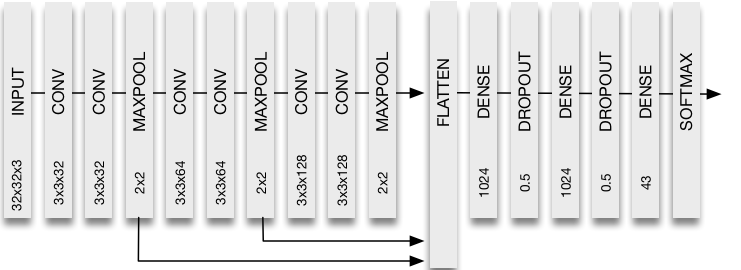 INPUT 32x32x3
CONV 3x3x32
CONV 3x3x32
MAXPOOL 2x2
CONV 3x3x64
CONV 3x3x64
MAXPOOL 2x2
CONV 3x3x128
CONV 3x3x128
MAXPOOL 2x2
FLATTEN
DENSE 1024
DROPOUT 0.5
DENSE 1024
DROPOUT 0.5
DENSE 43
SOFTMAX